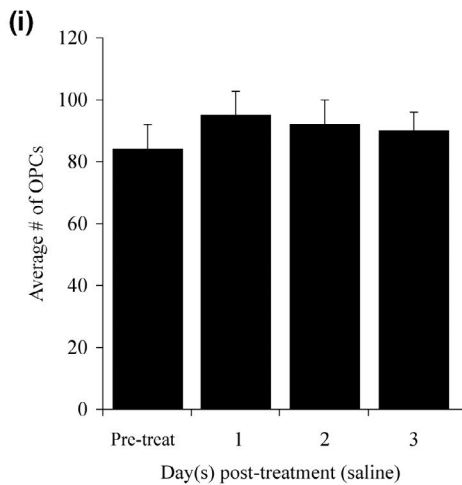 (i)
120
100
80
60
40
20
0
Average # of OPCs
Pre-treat 1 2 3
Day(s) post-treatment (saline)